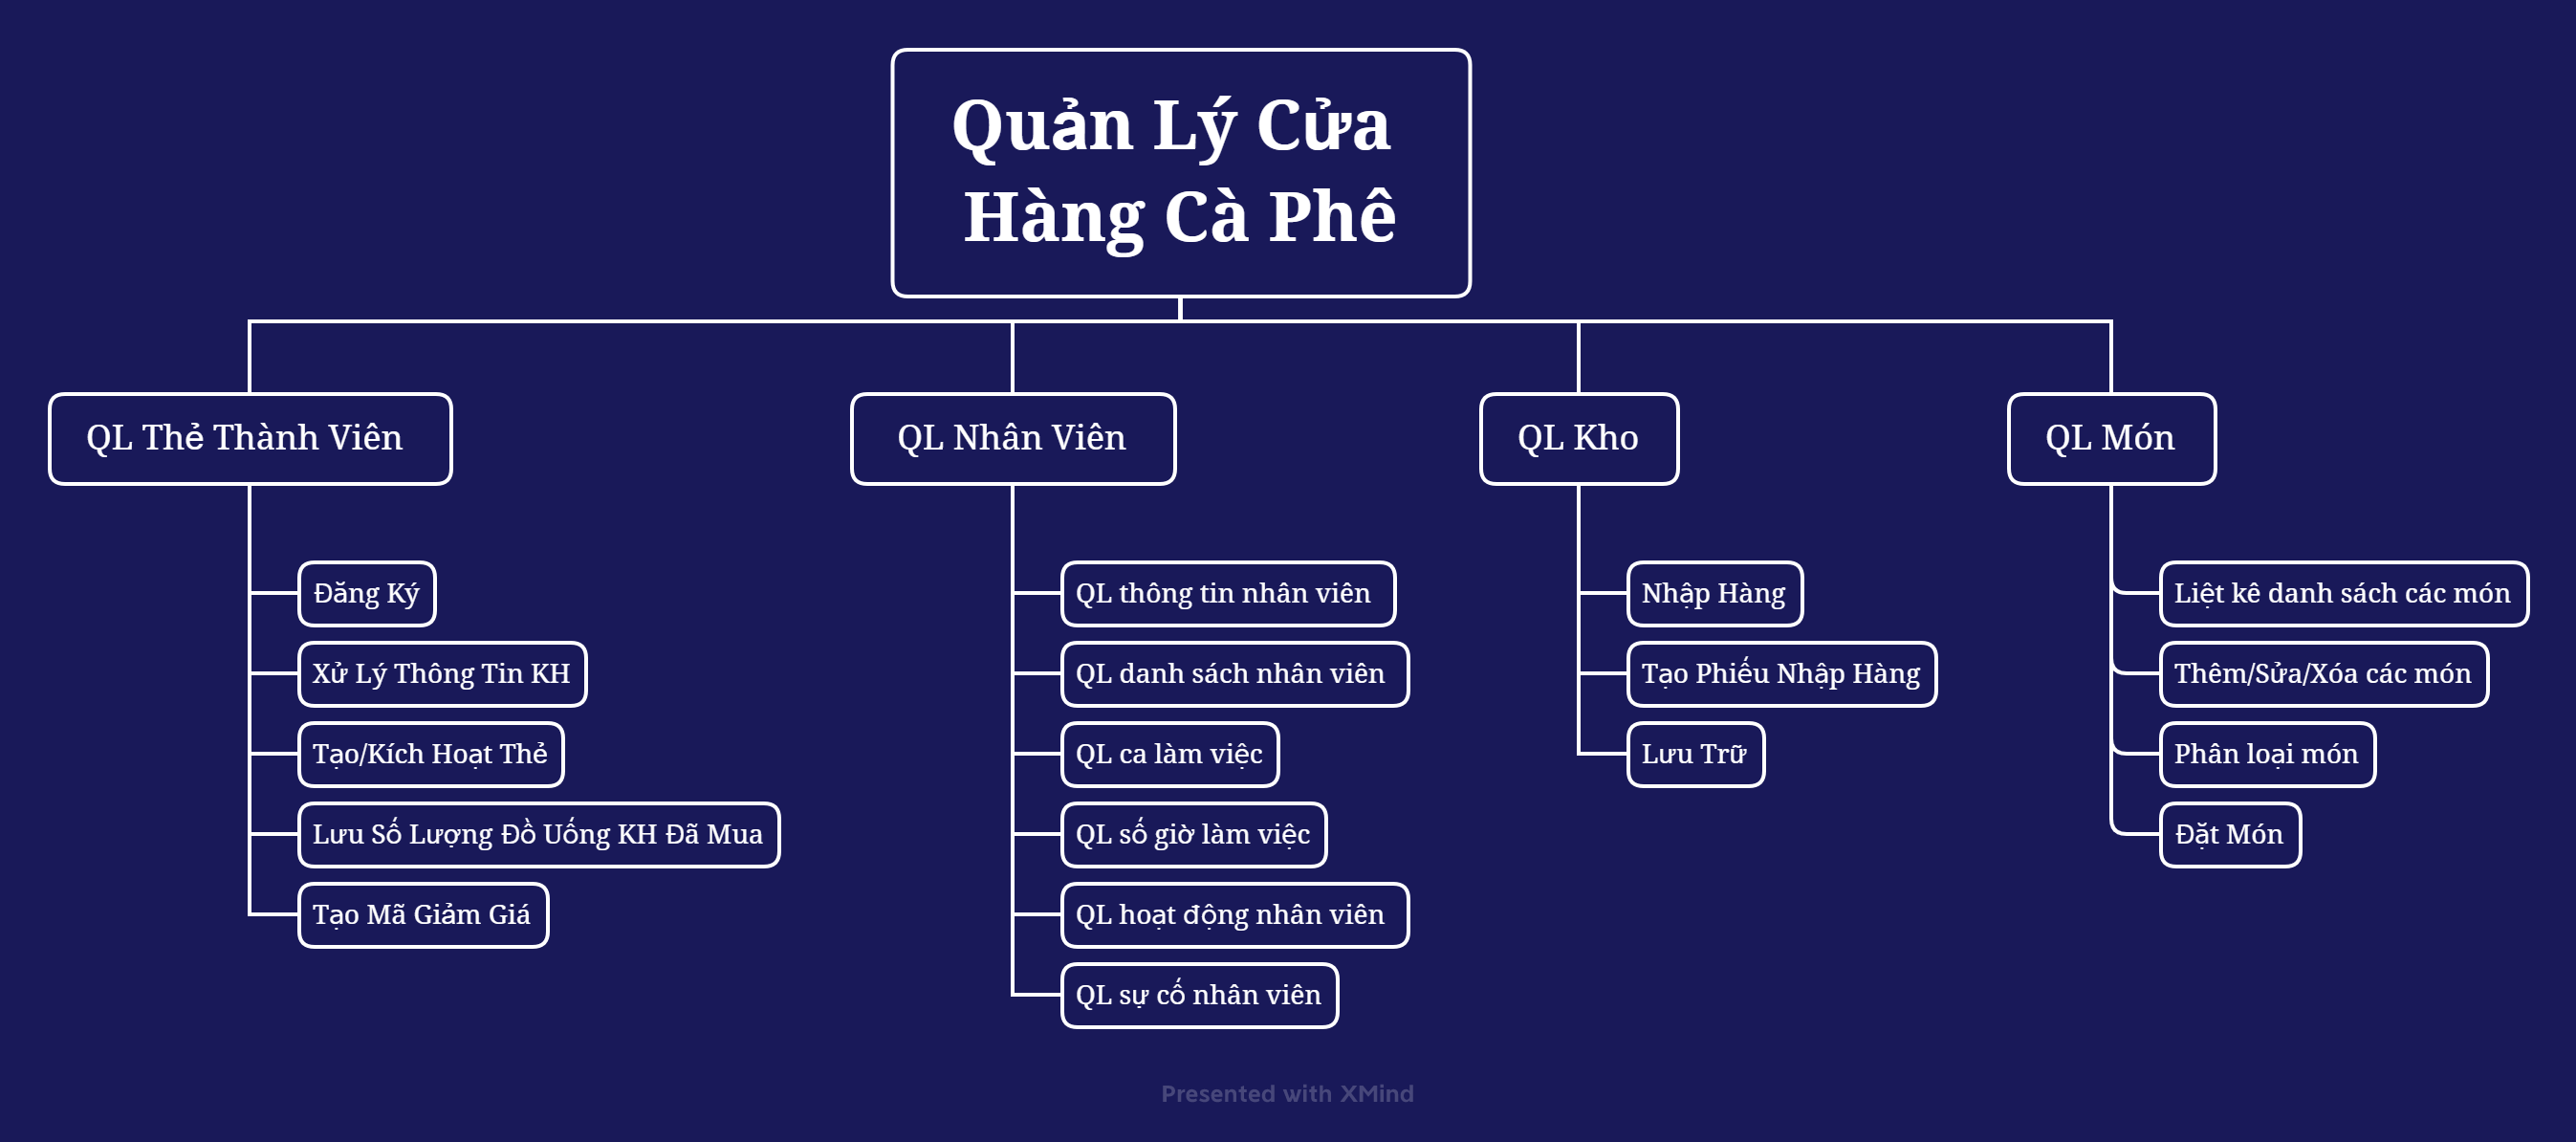 Quản Lý Cửa
Hàng Cà Phê
QL Thẻ Thành Viên
Đăng Ký
Xử Lý Thông Tin KH
Tạo/Kích Hoạt Thẻ
Lưu Số Lượng Đồ Uống KH Đã Mua
Tạo Mã Giảm Giá
QL Nhân Viên
QL thông tin nhân viên
QL danh sách nhân viên
QL ca làm việc
QL số giờ làm việc
QL hoạt động nhân viên
QL sự cố nhân viên
QL Kho
Nhập Hàng
Tạo Phiếu Nhập Hàng
Lưu Trữ
QL Món
Liệt kê danh sách các món
Thêm/Sửa/Xóa các món
Phân loại món
Đặt Món
Presented with XMind